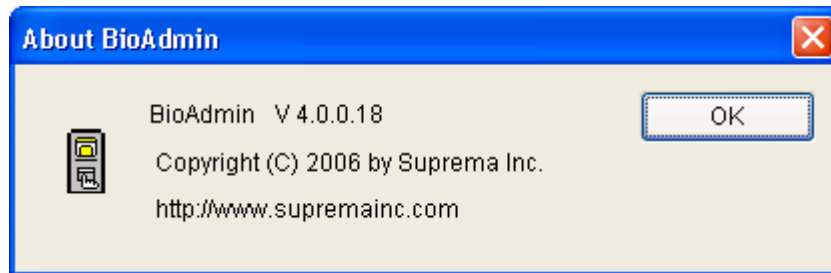 About BioAdmin
BioAdmin V 4.0.0.18
OK
Copyright (C) 2006 by Suprema Inc.
http://www.supremainc.com